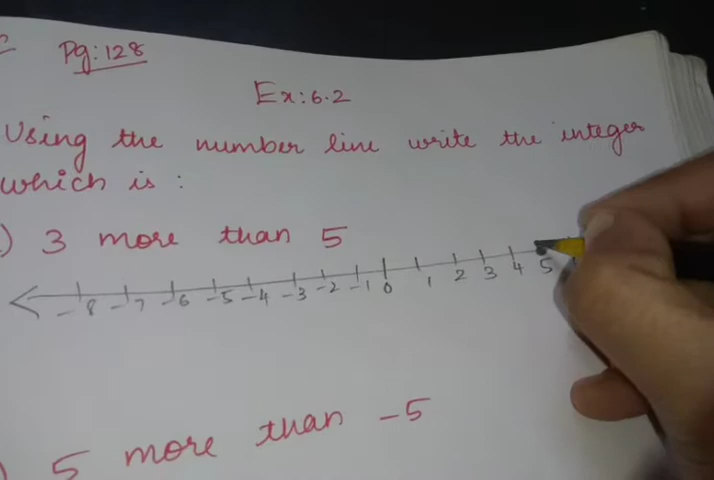 Pg: 128
Ex: 6.2
Using the number line write the integer
which is :
) 3 more than 5
-8 -7 -6 -5 -4 -3 -2 -1 0 1 2 3 4 5
) 5 more than -5